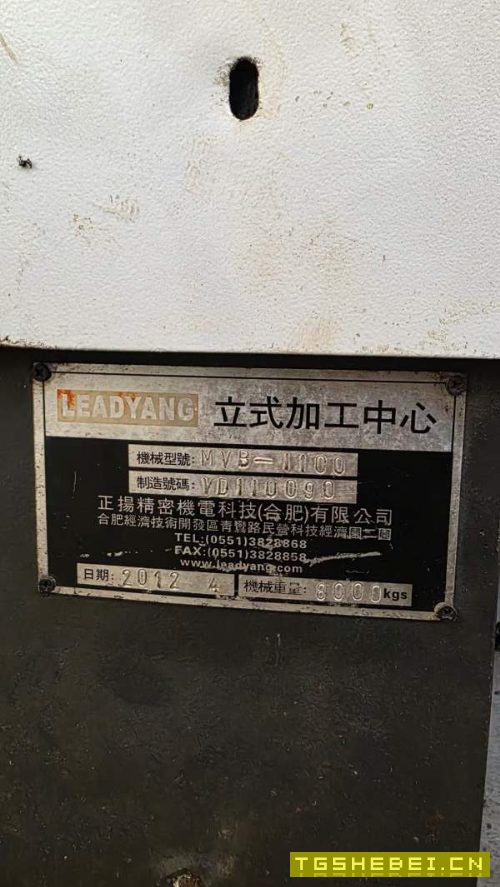 LEADYANG 立式加工中心
機械型號: MVB-1100
制造號碼: YD110090
正揚精密機電科技(合肥)有限公司
合肥經濟技術開發區青鸞路民營科技經濟園二園
TEL:(0551)3828868
FAX:(0551)3828858
www.leadyang.com
日期: 2012 4 機械重量: 8000kgs
TGSHEBEI.CN